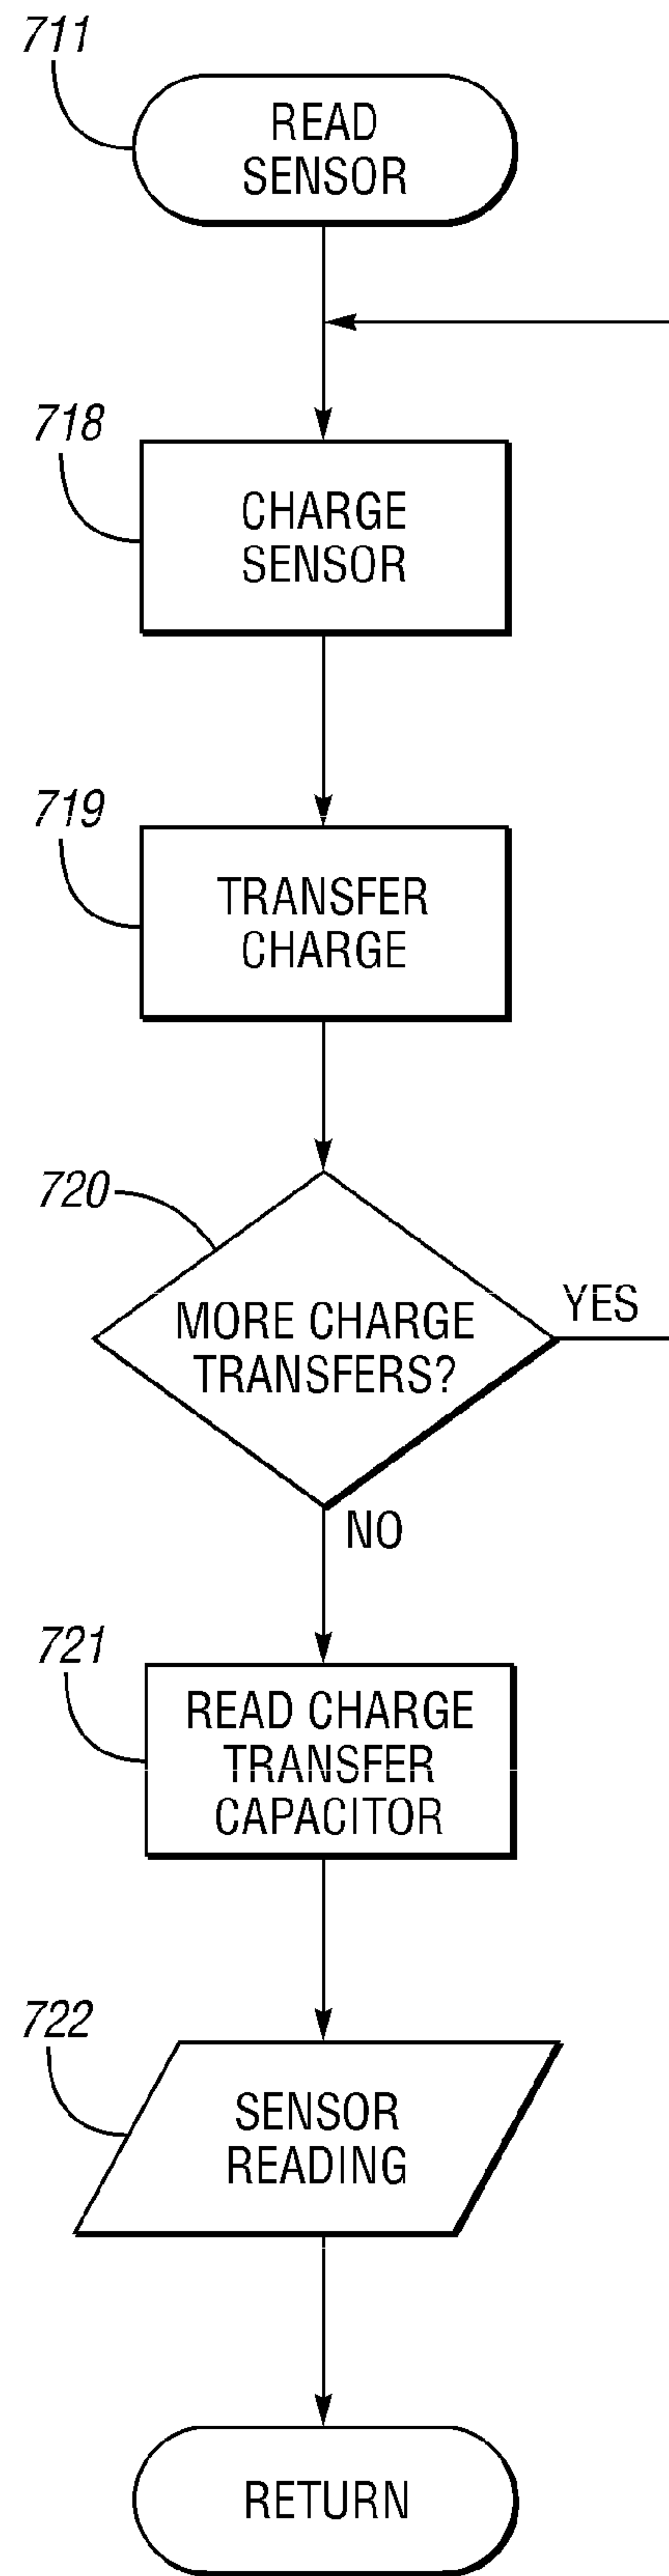 711
READ
SENSOR
718
CHARGE
SENSOR
719
TRANSFER
CHARGE
720
MORE CHARGE
TRANSFERS?
YES
NO
721
READ CHARGE
TRANSFER
CAPACITOR
722
SENSOR
READING
RETURN